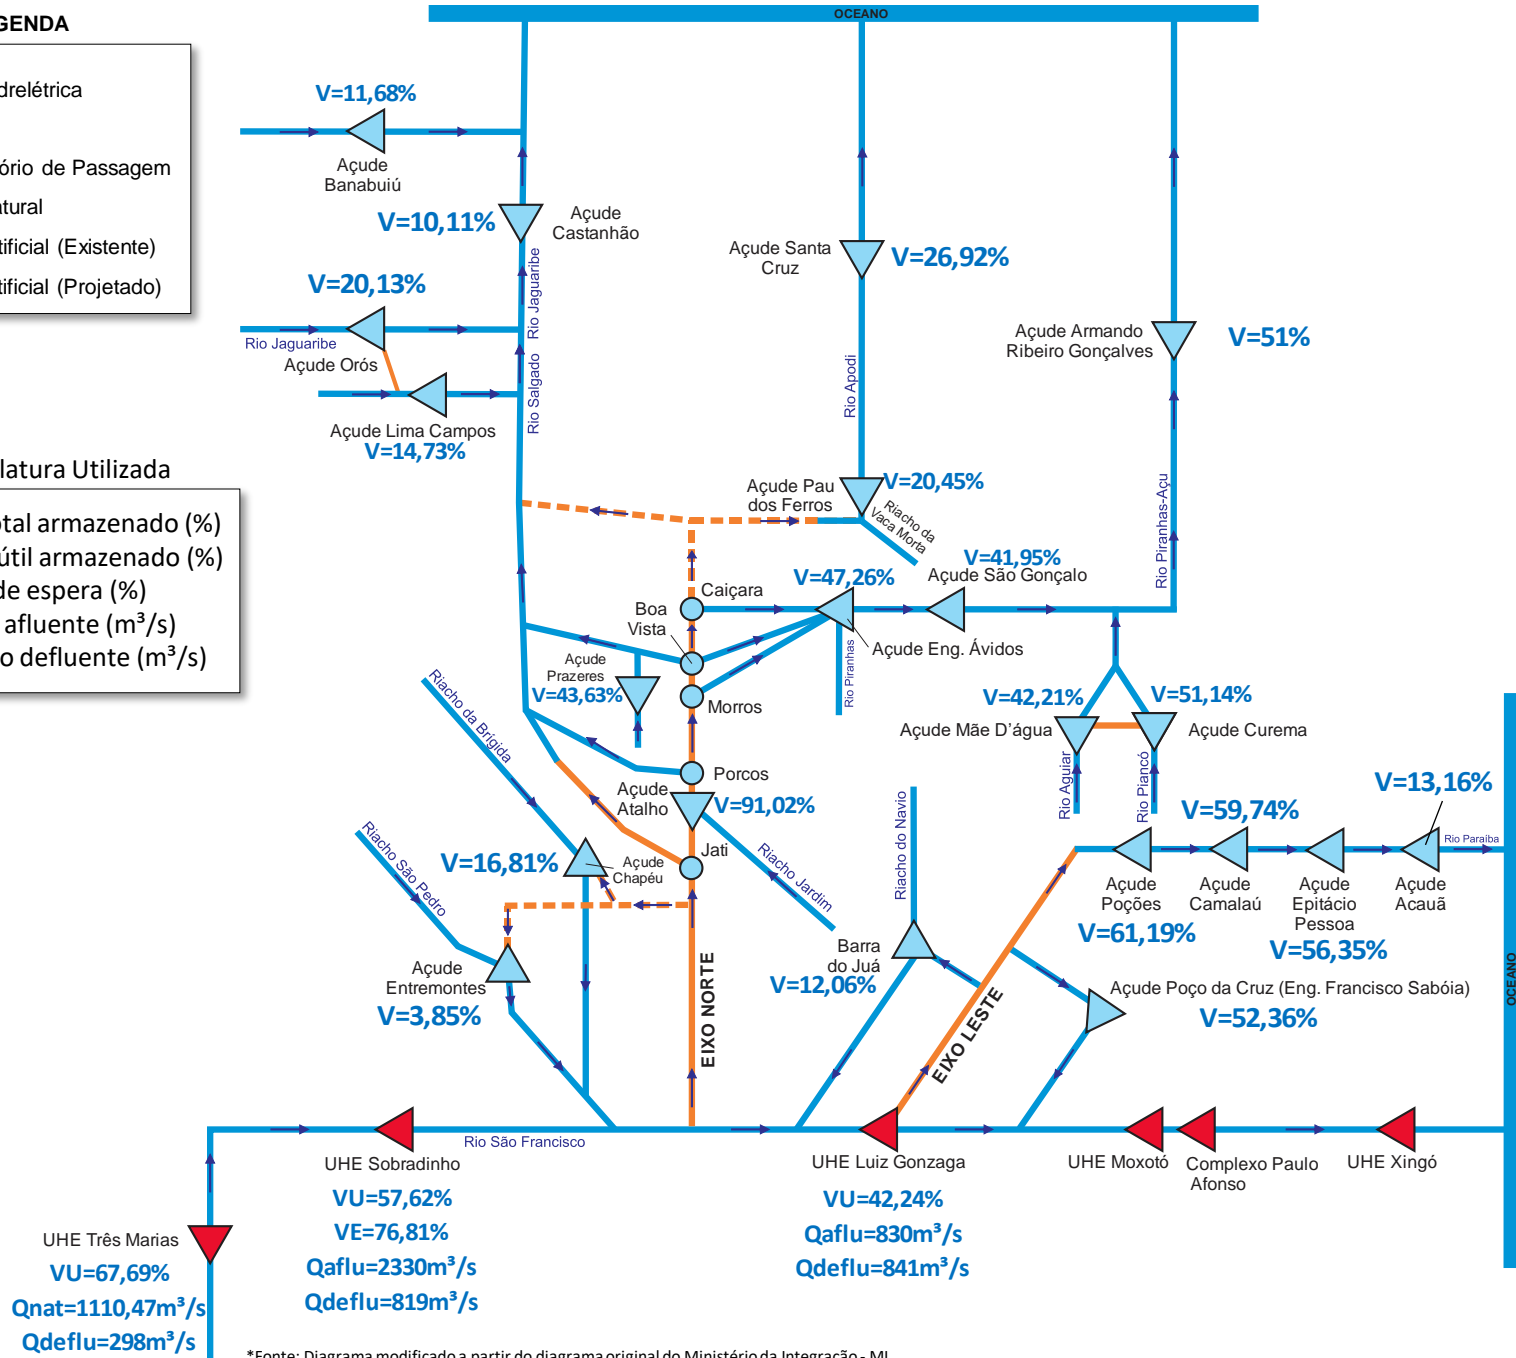 OCEANO
GENDA
drelétrica
ório de Passagem
atural
tificial (Existente)
tificial (Projetado)
V=11,68%
Açude
Banabuiú
V=10,11%
Açude
Castanhão
Rio Jaguaribe
V=20,13%
Rio Jaguaribe
Açude Orós
Rio Salgado
Açude Lima Campos
V=14,73%
Açude Santa
Cruz
V=26,92%
Rio Apodi
Açude Armando
Ribeiro Gonçalves
V=51%
Rio Piranhas-Açu
latura Utilizada
otal armazenado (%)
útil armazenado (%)
de espera (%)
afluente (m³/s)
o defluente (m³/s)
Açude Pau
dos Ferros
V=20,45%
Riacho da
Vaca Morta
V=41,95%
Açude São Gonçalo
V=47,26%
Caiçara
Boa
Vista
Açude Eng. Ávidos
Rio Piranhas
Açude
Prazeres
V=43,63%
Morros
Riacho da Brígida
Porcos
Açude
Atalho
V=91,02%
Jati
Riacho Jardim
V=42,21%
V=51,14%
Açude Mãe D'água
Açude Curema
Rio Aguiar
Rio Piancó
V=13,16%
V=59,74%
Rio Paraíba
Açude
Poções
Açude
Camalaú
Açude
Epitácio
Pessoa
Açude
Acauã
V=61,19%
V=56,35%
Riacho São Pedro
V=16,81%
Açude
Chapéu
Açude
Entremontes
V=3,85%
EIXO NORTE
Riacho do Navio
Barra
do Juá
V=12,06%
EIXO LESTE
Açude Poço da Cruz (Eng. Francisco Sabóia)
V=52,36%
OCEANO
Rio São Francisco
UHE Sobradinho
VU=57,62%
VE=76,81%
Qaflu=2330m³/s
Qdeflu=819m³/s
UHE Luiz Gonzaga
VU=42,24%
Qaflu=830m³/s
Qdeflu=841m³/s
UHE Moxotó
Complexo Paulo
Afonso
UHE Xingó
UHE Três Marias
VU=67,69%
Qnat=1110,47m³/s
Qdeflu=298m³/s
*Fonte: Diagrama modificado a partir do diagrama original do Ministério da Integração - MI